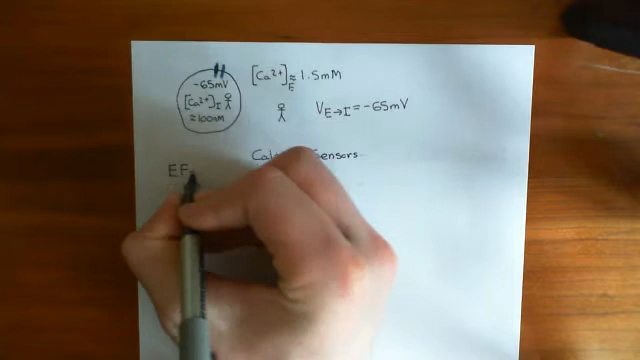 -65mV
[Ca²⁺]I
≈100nM
[Ca²⁺]E ≈ 1.5mM
VE→I = -65mV
Sensors
EF